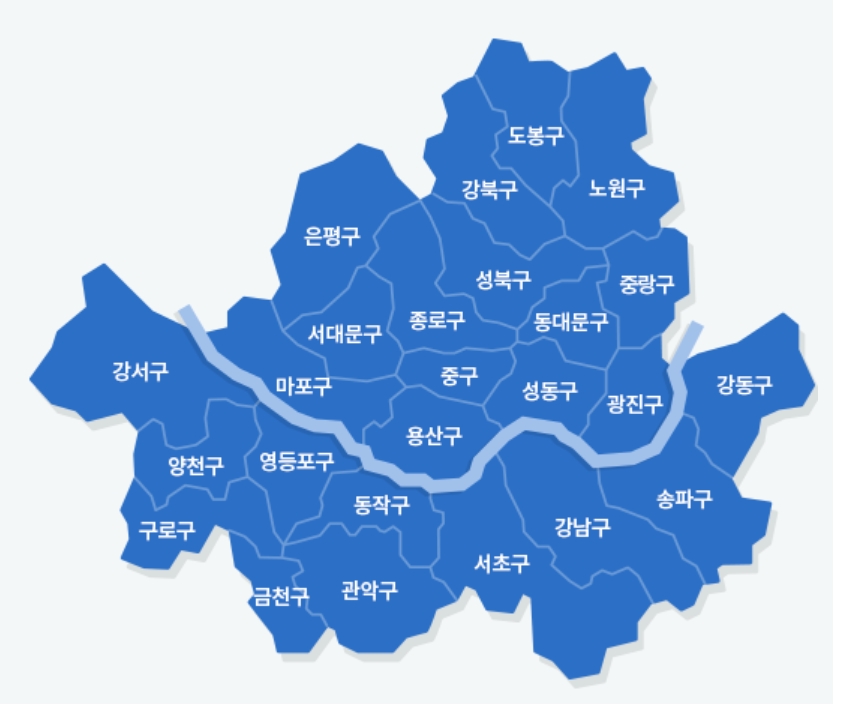 도봉구
강북구
노원구
은평구
성북구
중랑구
종로구
동대문구
서대문구
강서구
마포구
중구
성동구
광진구
강동구
용산구
양천구
영등포구
동작구
송파구
구로구
강남구
서초구
금천구
관악구